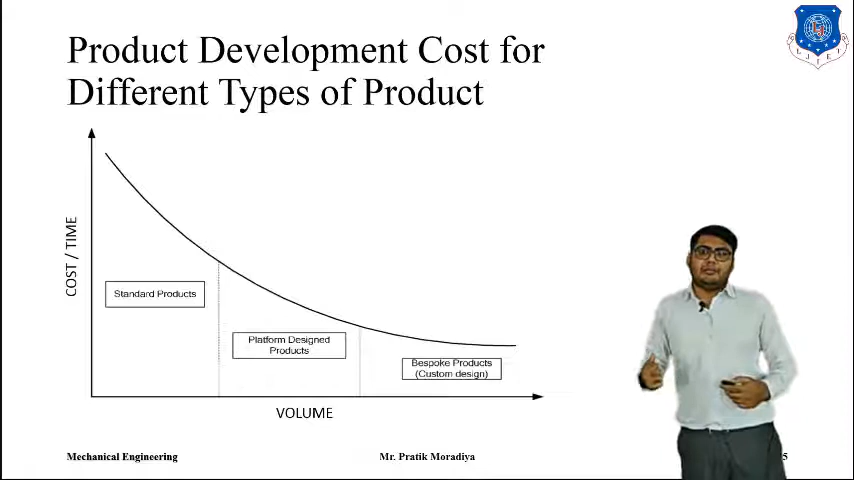 Product Development Cost for
Different Types of Product
COST / TIME
Standard Products
Platform Designed
Products
Bespoke Products
(Custom design)
VOLUME
Mechanical Engineering
Mr. Pratik Moradiya
5